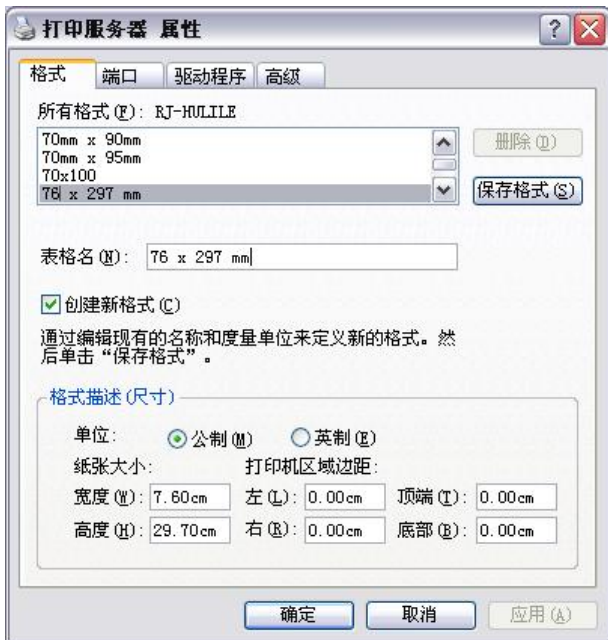 打印服务器 属性
格式 端口 驱动程序 高级
所有格式(F): RJ-HULILE
70mm x 90mm
70mm x 95mm
70x100
76 x 297 mm
删除(D)
保存格式(S)
表格名(N): 76 x 297 mm
创建新格式(C)
通过编辑现有的名称和度量单位来定义新的格式。然
后单击“保存格式”。
格式描述(尺寸)
单位: 公制(M) 英制(E)
纸张大小: 打印机区域边距:
宽度(W): 7.60cm 左(L): 0.00cm 顶端(T): 0.00cm
高度(H): 29.70cm 右(R): 0.00cm 底部(B): 0.00cm
确定 取消 应用(A)